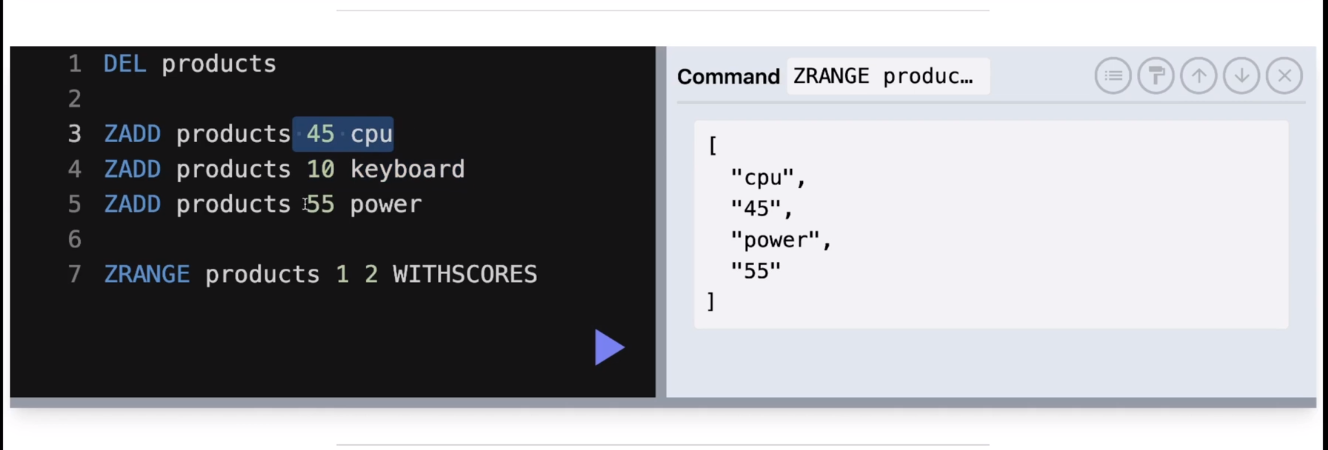 1 DEL products
2
3 ZADD products 45 cpu
4 ZADD products 10 keyboard
5 ZADD products 55 power
6
7 ZRANGE products 1 2 WITHSCORES
Command ZRANGE produc…
[
"cpu",
"45",
"power",
"55"
]